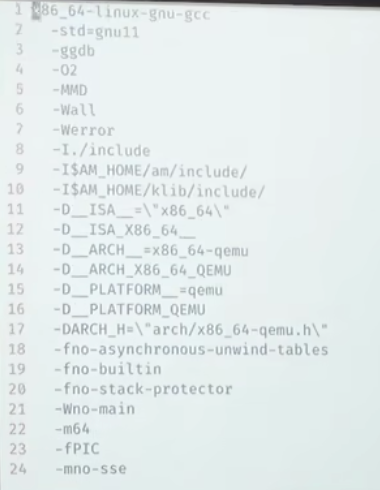 1 x86_64-linux-gnu-gcc
2 -std=gnu11
3 -ggdb
4 -O2
5 -MMD
6 -Wall
7 -Werror
8 -I./include
9 -I$AM_HOME/am/include/
10 -I$AM_HOME/klib/include/
11 -D__ISA__=\"x86_64\"
12 -D__ISA_X86_64__
13 -D__ARCH__=x86_64-qemu
14 -D__ARCH_X86_64_QEMU
15 -D__PLATFORM__=qemu
16 -D__PLATFORM_QEMU
17 -DARCH_H=\"arch/x86_64-qemu.h\"
18 -fno-asynchronous-unwind-tables
19 -fno-builtin
20 -fno-stack-protector
21 -Wno-main
22 -m64
23 -fPIC
24 -mno-sse